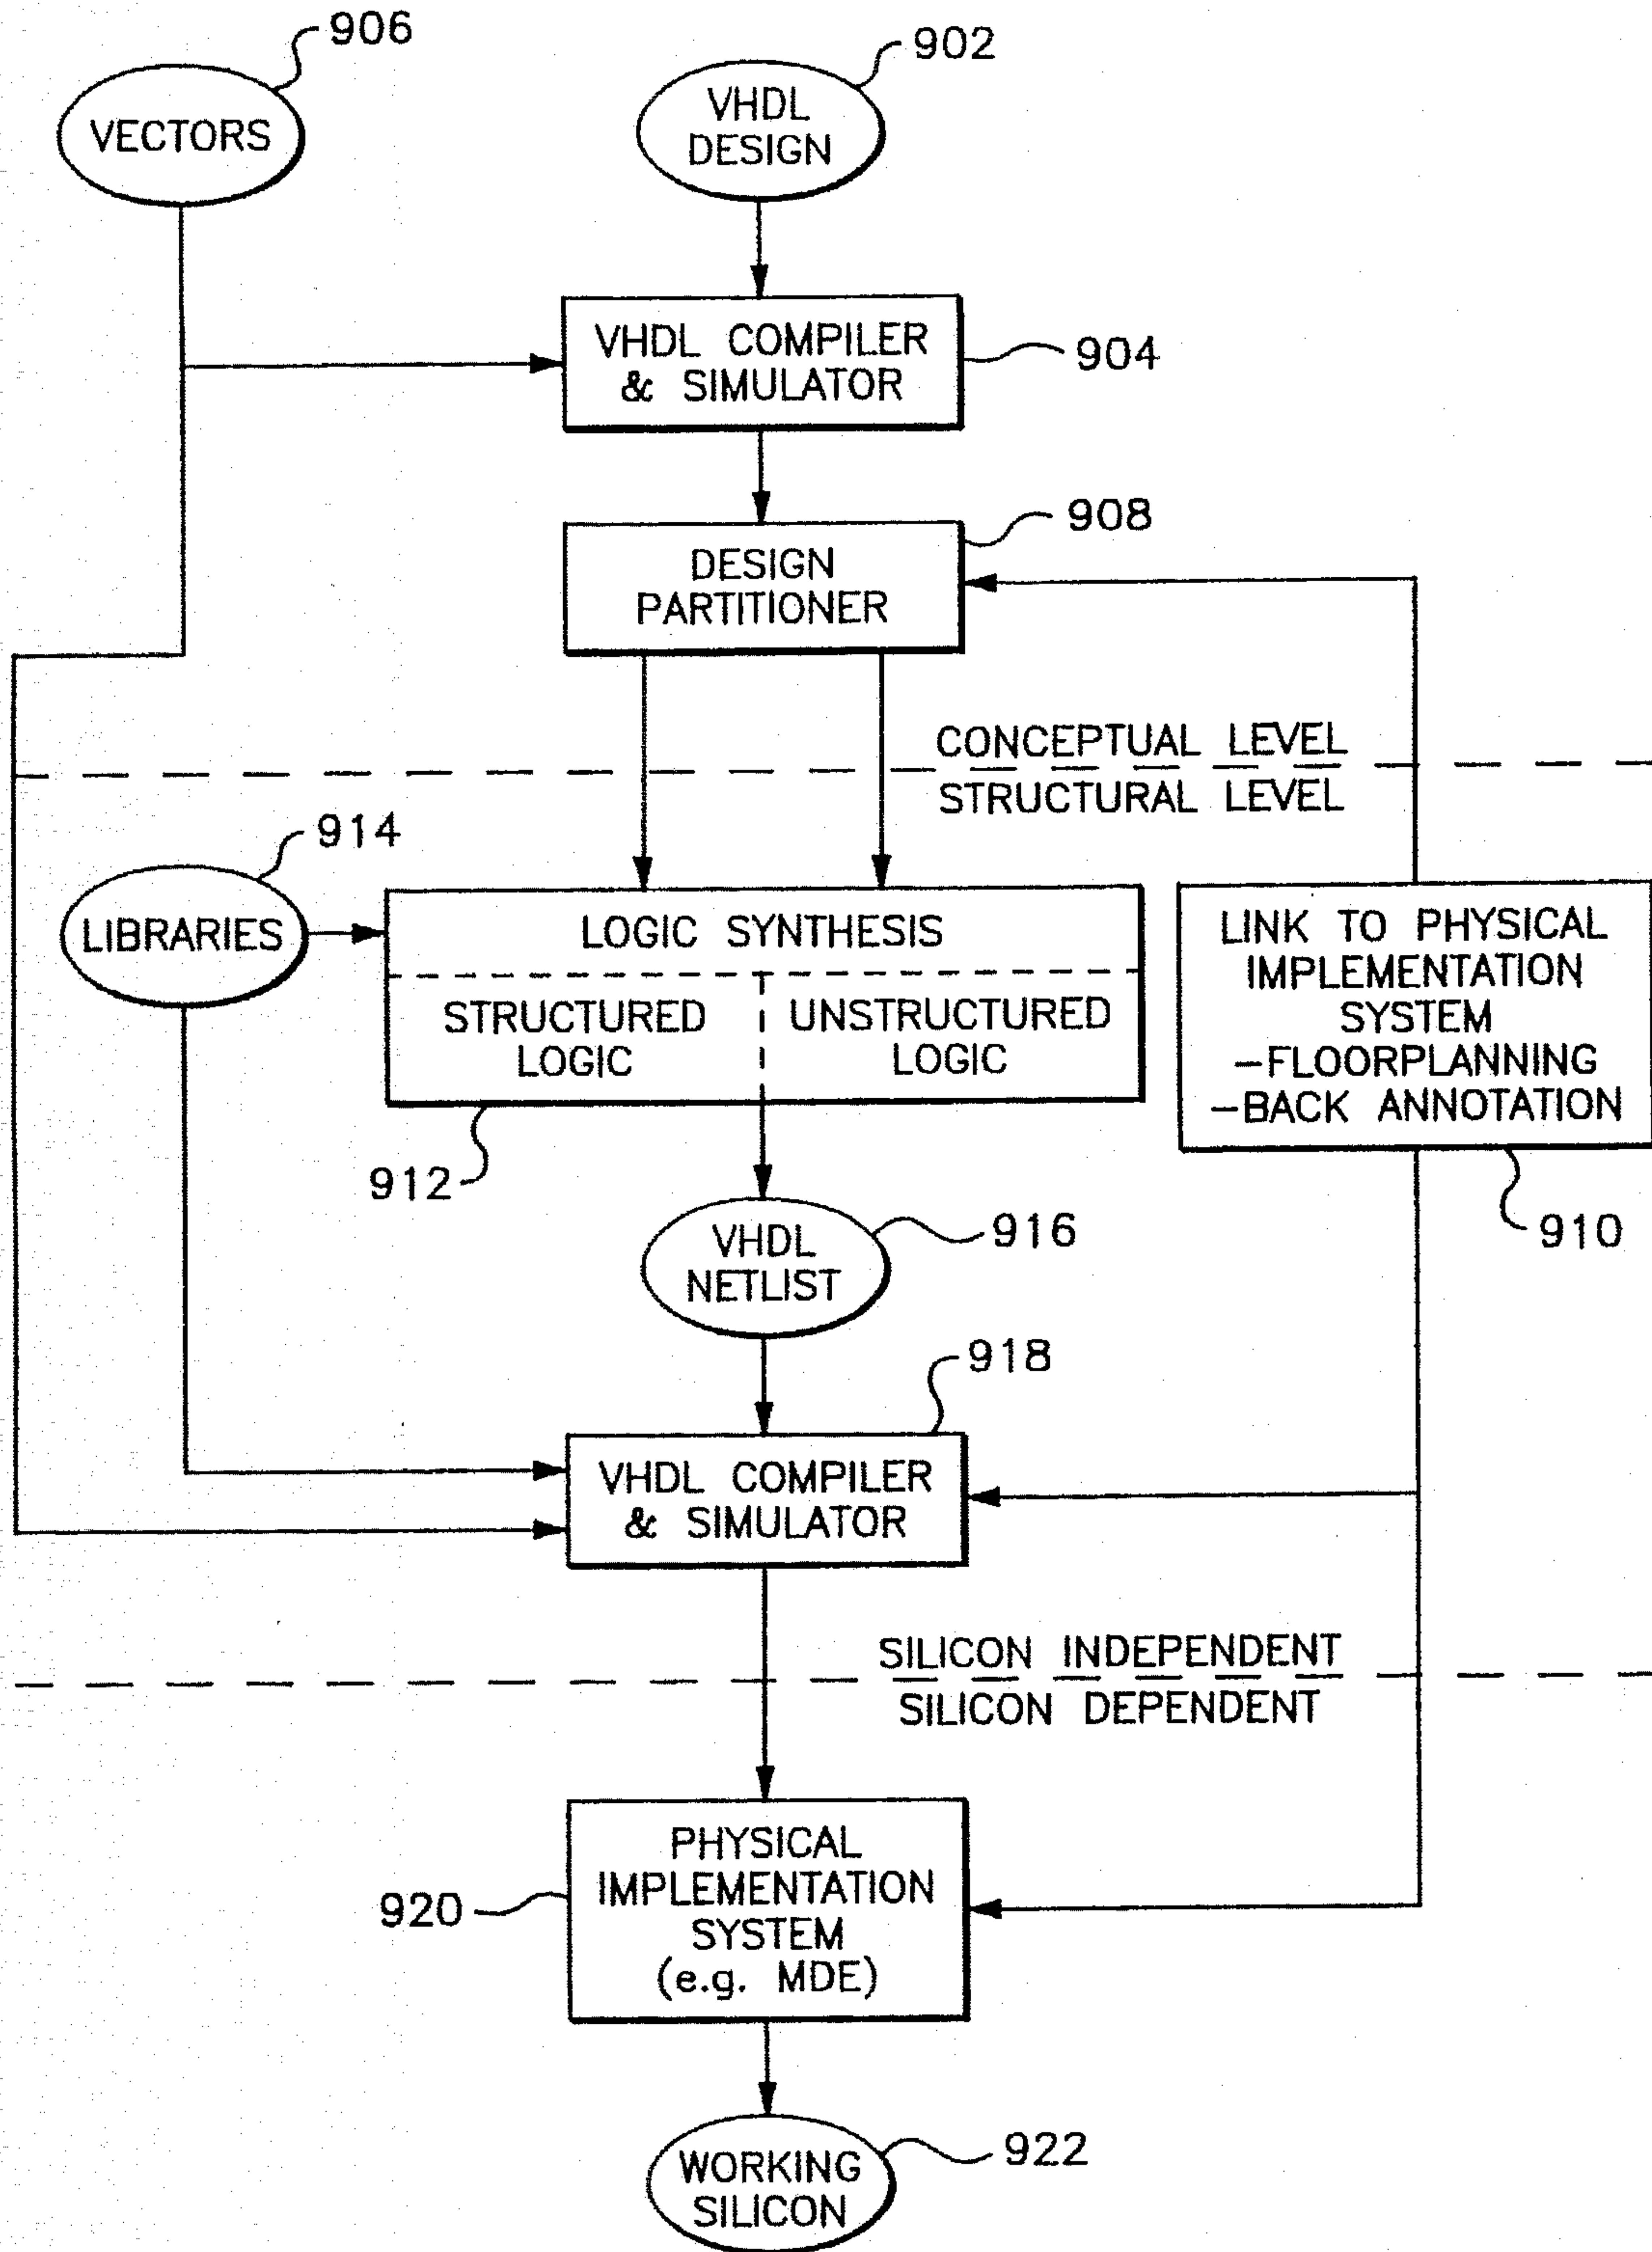 906
902
VECTORS
VHDL
DESIGN
VHDL COMPILER
& SIMULATOR
904
908
DESIGN
PARTITIONER
CONCEPTUAL LEVEL
STRUCTURAL LEVEL
914
LIBRARIES
LOGIC SYNTHESIS
STRUCTURED
LOGIC
UNSTRUCTURED
LOGIC
LINK TO PHYSICAL
IMPLEMENTATION
SYSTEM
-FLOORPLANNING
-BACK ANNOTATION
912
910
916
VHDL
NETLIST
918
VHDL COMPILER
& SIMULATOR
SILICON INDEPENDENT
SILICON DEPENDENT
PHYSICAL
IMPLEMENTATION
SYSTEM
(e.g. MDE)
920
922
WORKING
SILICON